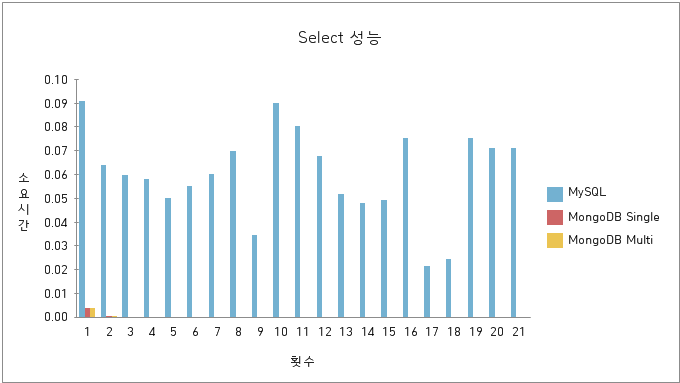 Select 성능
0.10
0.09
0.08
0.07
0.06
0.05
0.04
0.03
0.02
0.01
0.00
소요시간
1 2 3 4 5 6 7 8 9 10 11 12 13 14 15 16 17 18 19 20 21
횟수
MySQL
MongoDB Single
MongoDB Multi